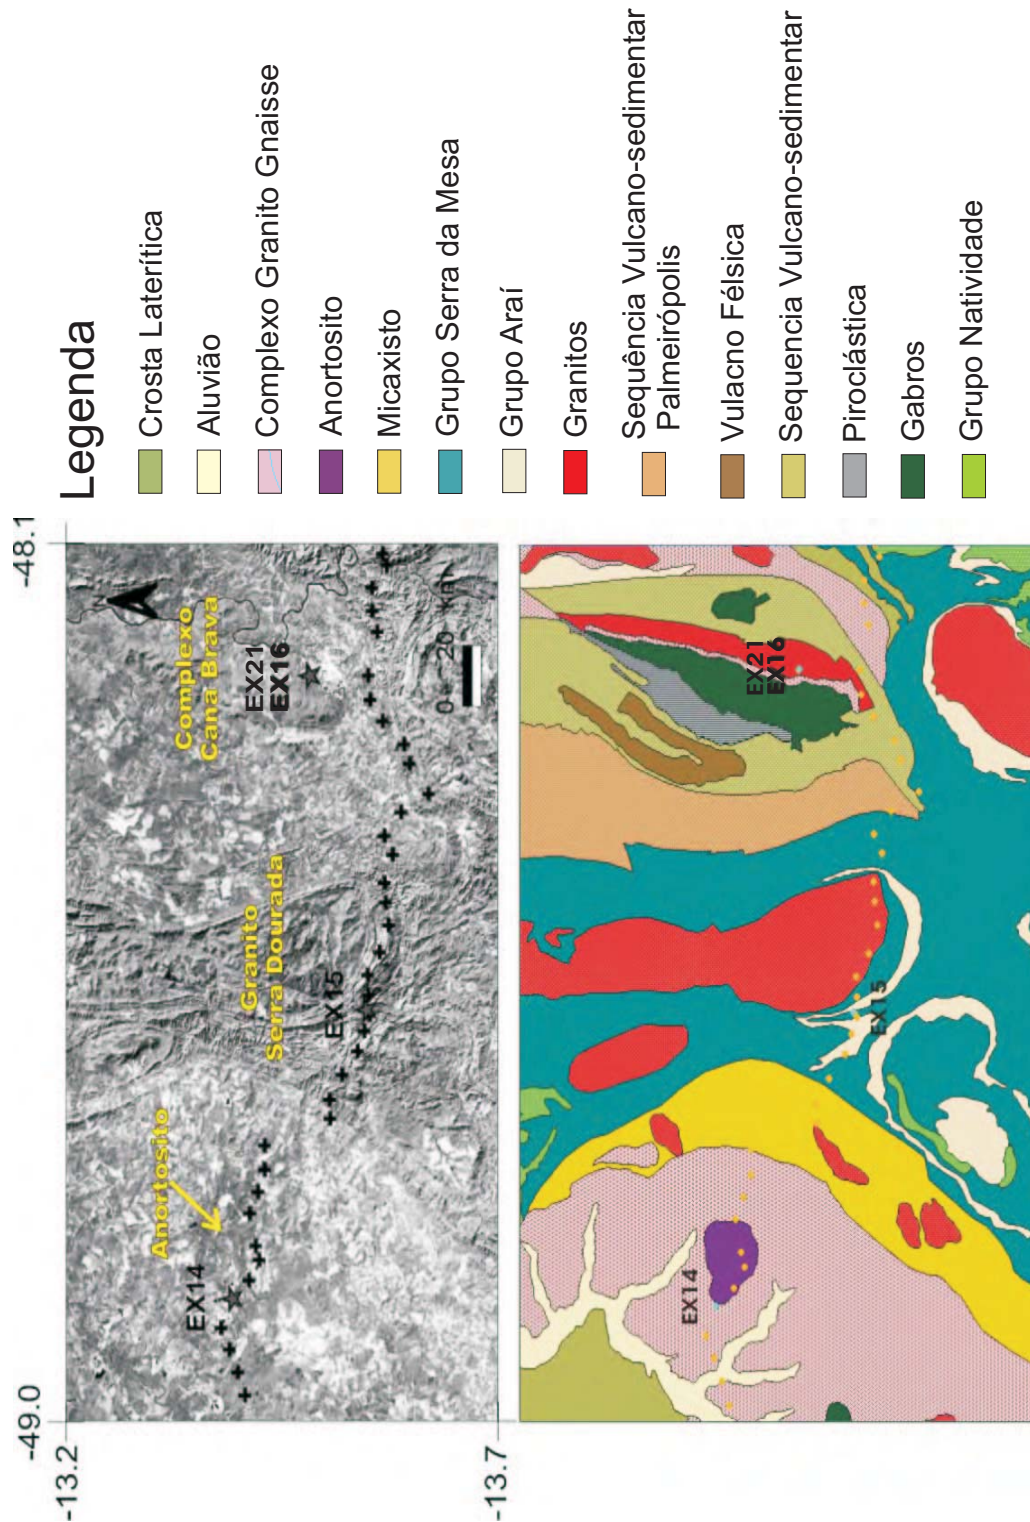 -49.0
-48.1
-13.2
-13.7
Anortosito
EX14
Granito
Serra Dourada
EX15
Complexo
Cana Brava
EX21
EX16
0
20 Km
EX14
EX15
EX21
EX16
Legenda
Crosta Laterítica
Aluvião
Complexo Granito Gnaisse
Anortosito
Micaxisto
Grupo Serra da Mesa
Grupo Araí
Granitos
Sequência Vulcano-sedimentar
Palmeirópolis
Vulacno Félsica
Sequencia Vulcano-sedimentar
Piroclástica
Gabros
Grupo Natividade